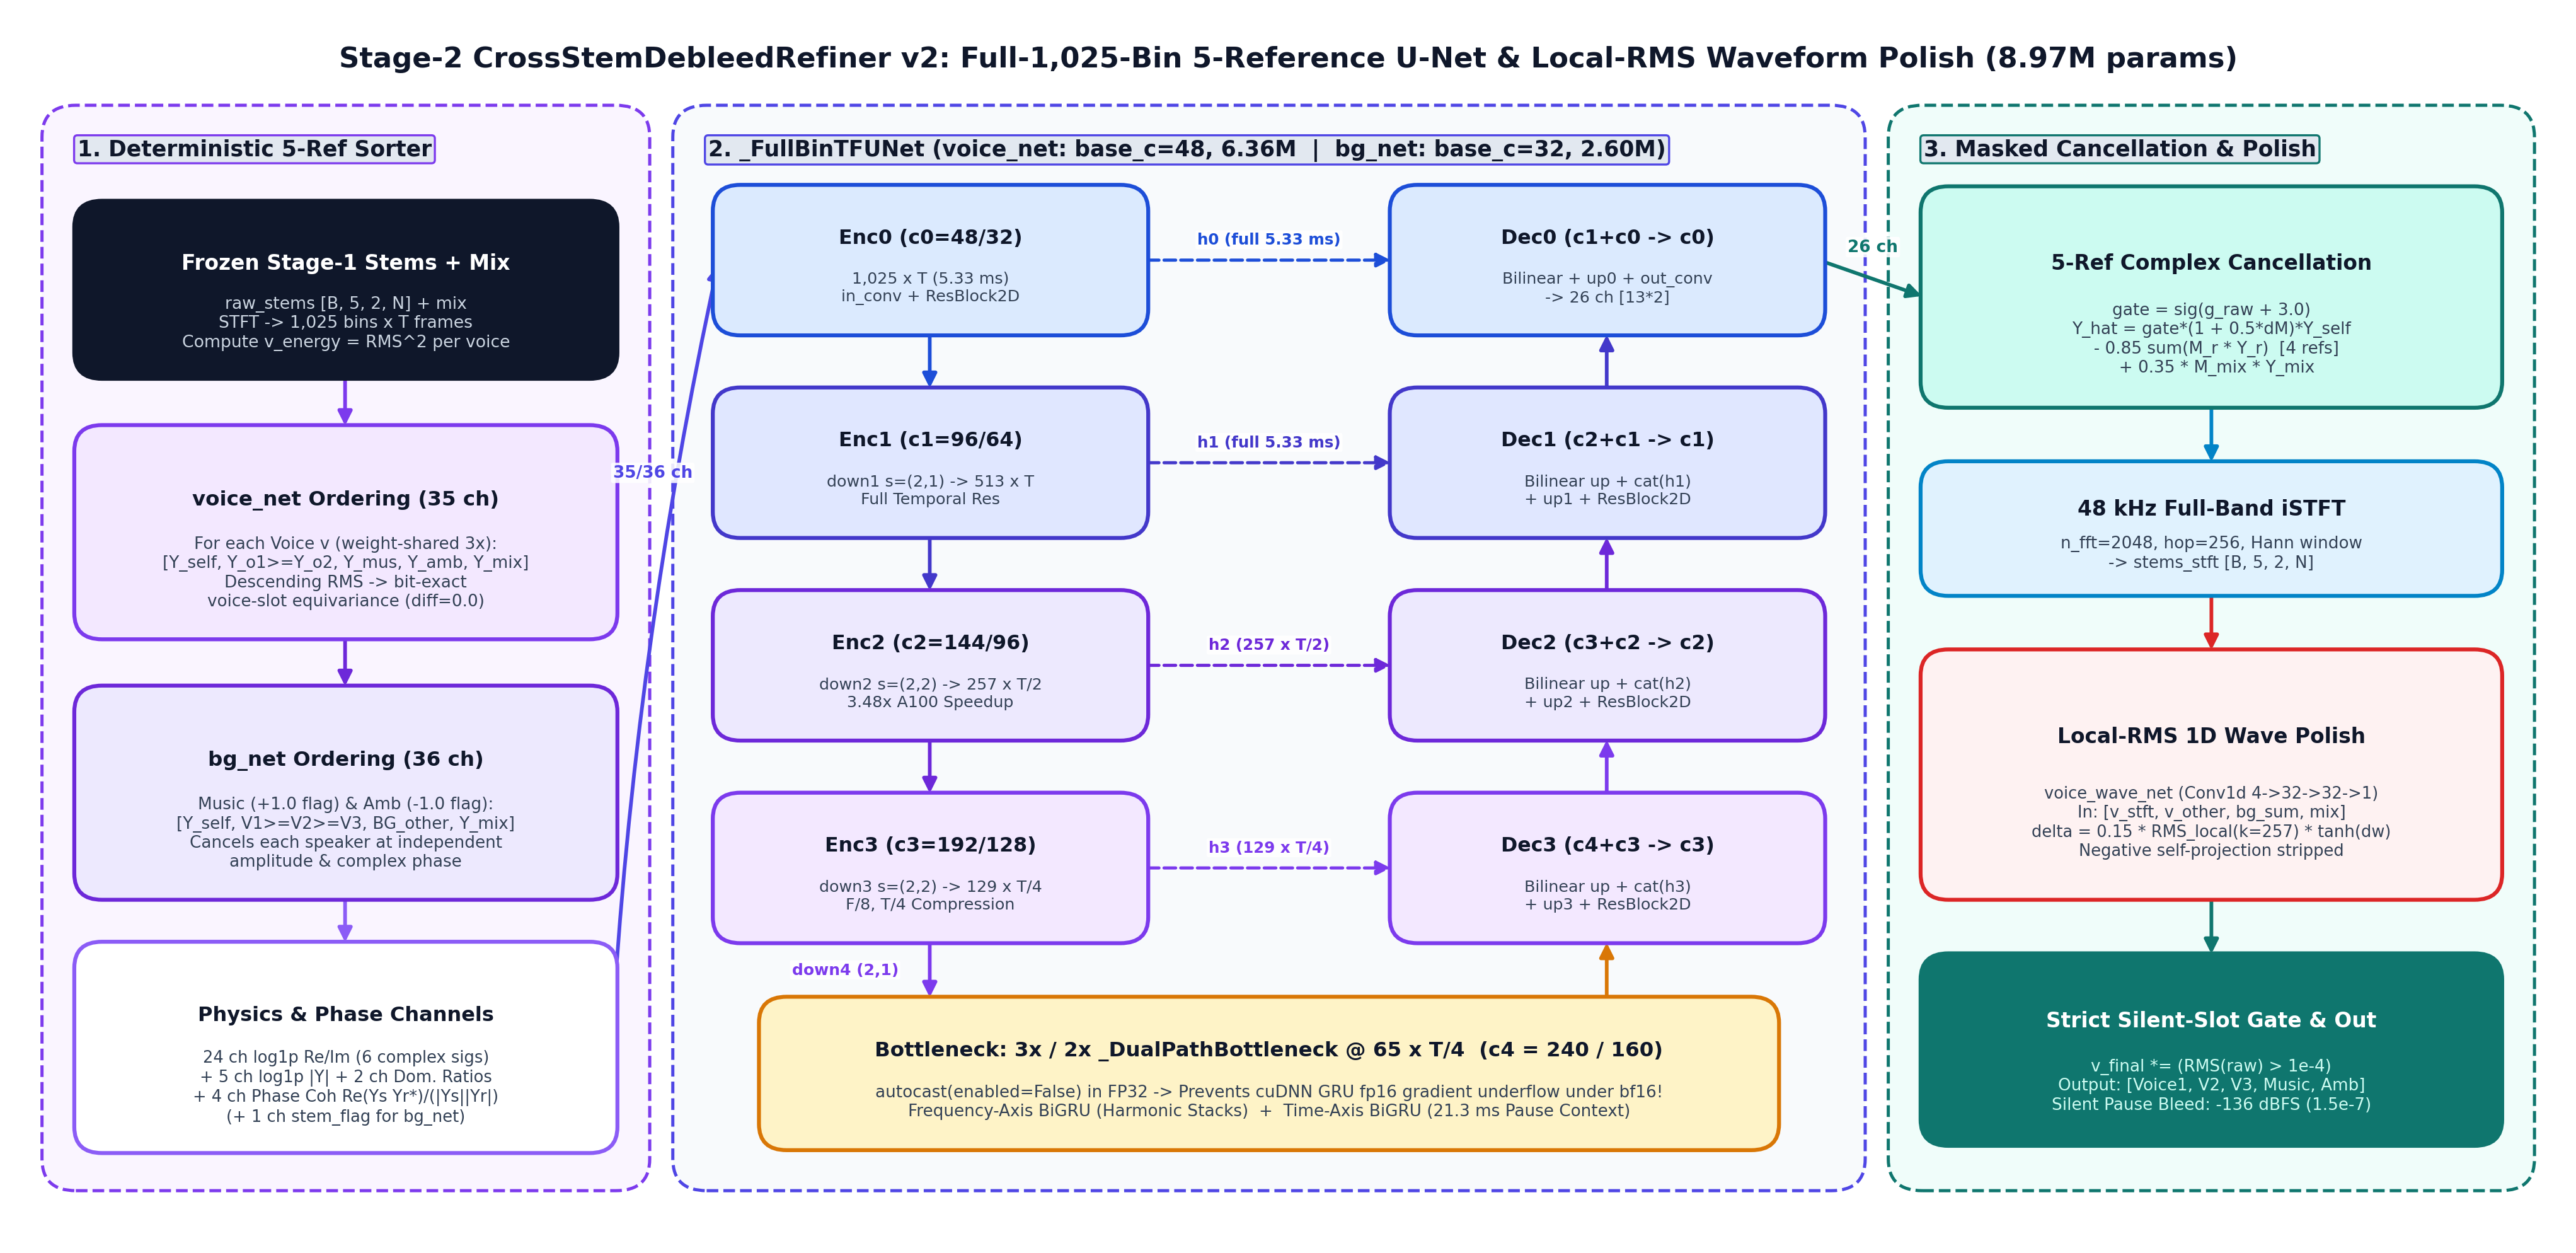 Stage-2 CrossStemDebleedRefiner v2: Full-1,025-Bin 5-Reference U-Net & Local-RMS Waveform Polish (8.97M params)
1. Deterministic 5-Ref Sorter
Frozen Stage-1 Stems + Mix
raw_stems [B, 5, 2, N] + mix
STFT -> 1,025 bins x T frames
Compute v_energy = RMS^2 per voice
voice_net Ordering (35 ch)
For each Voice v (weight-shared 3x):
[Y_self, Y_o1>=Y_o2, Y_mus, Y_amb, Y_mix]
Descending RMS -> bit-exact
voice-slot equivariance (diff=0.0)
bg_net Ordering (36 ch)
Music (+1.0 flag) & Amb (-1.0 flag):
[Y_self, V1>=V2>=V3, BG_other, Y_mix]
Cancels each speaker at independent
amplitude & complex phase
Physics & Phase Channels
24 ch log1p Re/Im (6 complex sigs)
+ 5 ch log1p |Y| + 2 ch Dom. Ratios
+ 4 ch Phase Coh Re(Ys Yr*)/(|Ys||Yr|)
(+ 1 ch stem_flag for bg_net)
35/36 ch
2. _FullBinTFUNet (voice_net: base_c=48, 6.36M | bg_net: base_c=32, 2.60M)
Enc0 (c0=48/32)
1,025 x T (5.33 ms)
in_conv + ResBlock2D
h0 (full 5.33 ms)
Dec0 (c1+c0 -> c0)
Bilinear + up0 + out_conv
-> 26 ch [13*2]
Enc1 (c1=96/64)
down1 s=(2,1) -> 513 x T
Full Temporal Res
h1 (full 5.33 ms)
Dec1 (c2+c1 -> c1)
Bilinear up + cat(h1)
+ up1 + ResBlock2D
Enc2 (c2=144/96)
down2 s=(2,2) -> 257 x T/2
3.48x A100 Speedup
h2 (257 x T/2)
Dec2 (c3+c2 -> c2)
Bilinear up + cat(h2)
+ up2 + ResBlock2D
Enc3 (c3=192/128)
down3 s=(2,2) -> 129 x T/4
F/8, T/4 Compression
h3 (129 x T/4)
Dec3 (c4+c3 -> c3)
Bilinear up + cat(h3)
+ up3 + ResBlock2D
down4 (2,1)
Bottleneck: 3x / 2x _DualPathBottleneck @ 65 x T/4 (c4 = 240 / 160)
autocast(enabled=False) in FP32 -> Prevents cuDNN GRU fp16 gradient underflow under bf16!
Frequency-Axis BiGRU (Harmonic Stacks) + Time-Axis BiGRU (21.3 ms Pause Context)
26 ch
3. Masked Cancellation & Polish
5-Ref Complex Cancellation
gate = sig(g_raw + 3.0)
Y_hat = gate*(1 + 0.5*dM)*Y_self
- 0.85 sum(M_r * Y_r) [4 refs]
+ 0.35 * M_mix * Y_mix
48 kHz Full-Band iSTFT
n_fft=2048, hop=256, Hann window
-> stems_stft [B, 5, 2, N]
Local-RMS 1D Wave Polish
voice_wave_net (Conv1d 4->32->32->1)
In: [v_stft, v_other, bg_sum, mix]
delta = 0.15 * RMS_local(k=257) * tanh(dw)
Negative self-projection stripped
Strict Silent-Slot Gate & Out
v_final *= (RMS(raw) > 1e-4)
Output: [Voice1, V2, V3, Music, Amb]
Silent Pause Bleed: -136 dBFS (1.5e-7)